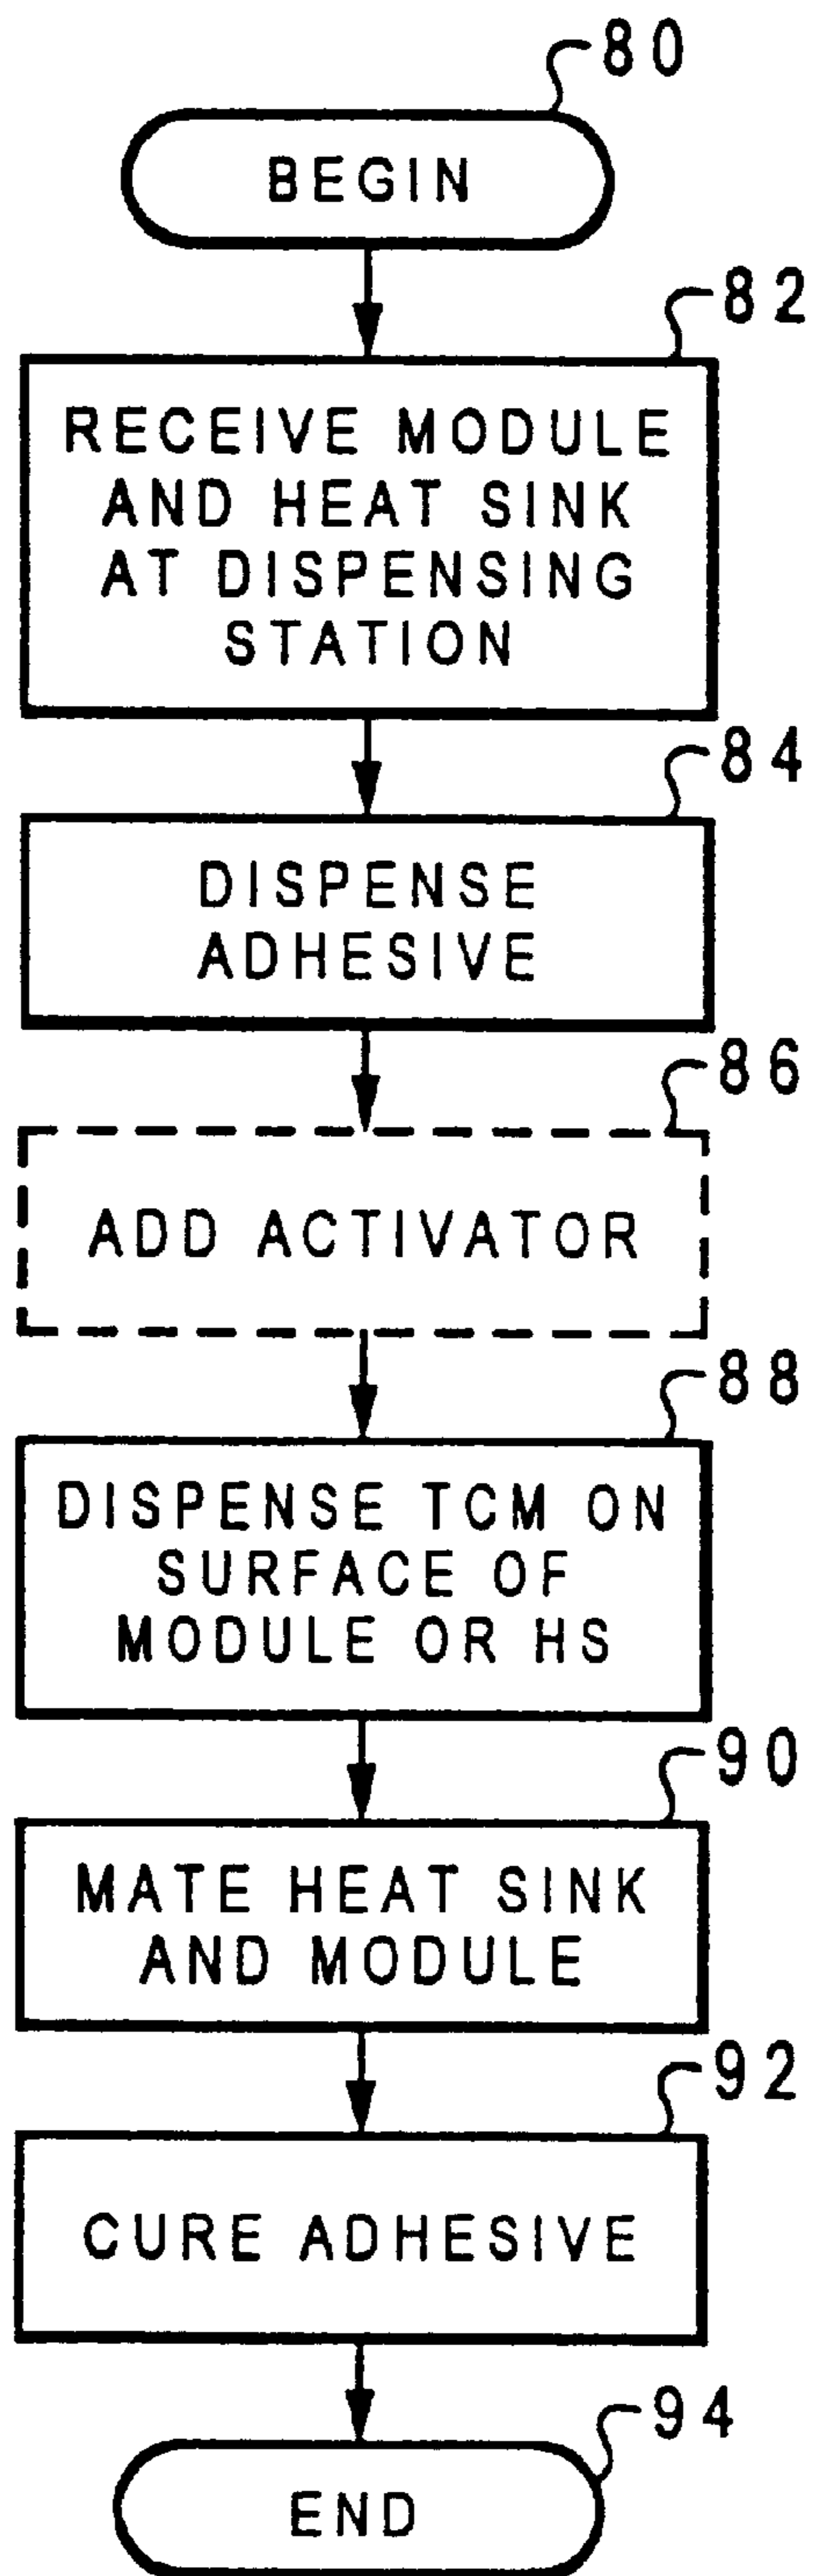 80
BEGIN
82
RECEIVE MODULE
AND HEAT SINK
AT DISPENSING
STATION
84
DISPENSE
ADHESIVE
86
ADD ACTIVATOR
88
DISPENSE TCM ON
SURFACE OF
MODULE OR HS
90
MATE HEAT SINK
AND MODULE
92
CURE ADHESIVE
94
END